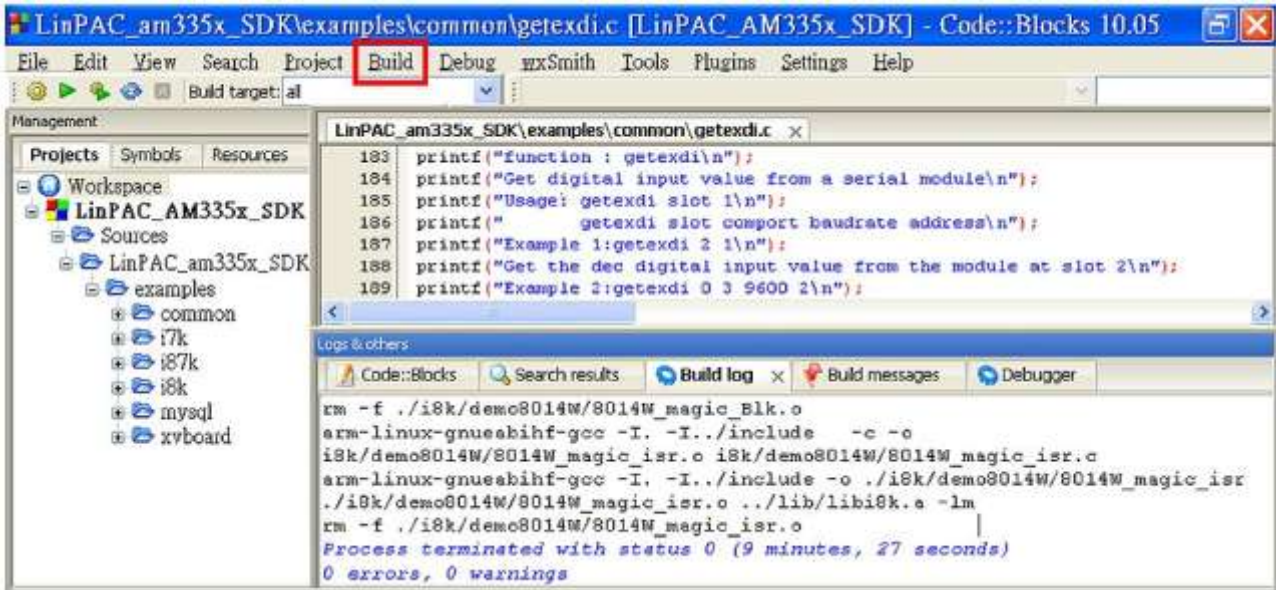 LinPAC_am335x_SDK\examples\common\getexdi.c [LinPAC_AM335x_SDK] - Code::Blocks 10.05
File Edit View Search Project Build Debug wxSmith Tools Plugins Settings Help
Build target: all
Management
Projects Symbols Resources
Workspace
LinPAC_AM335x_SDK
Sources
LinPAC_am335x_SDK
examples
common
i7k
i87k
i8k
mysql
xvboard
LinPAC_am335x_SDK\examples\common\getexdi.c
183 printf("function : getexdi\n");
184 printf("Get digital input value from a serial module\n");
185 printf("Usage: getexdi slot 1\n");
186 printf("       getexdi slot comport baudrate address\n");
187 printf("Example 1:getexdi 2 1\n");
188 printf("Get the dec digital input value from the module at slot 2\n");
189 printf("Example 2:getexdi 0 3 9600 2\n");
Logs & others
Code::Blocks Search results Build log Build messages Debugger
rm -f ./i8k/demo8014W/8014W_magic_Blk.o
arm-linux-gnueabihf-gcc -I. -I../include   -c -o
i8k/demo8014W/8014W_magic_isr.o i8k/demo8014W/8014W_magic_isr.c
arm-linux-gnueabihf-gcc -I. -I../include -o ./i8k/demo8014W/8014W_magic_isr
./i8k/demo8014W/8014W_magic_isr.o ../lib/libi8k.a -lm
rm -f ./i8k/demo8014W/8014W_magic_isr.o
Process terminated with status 0 (9 minutes, 27 seconds)
0 errors, 0 warnings